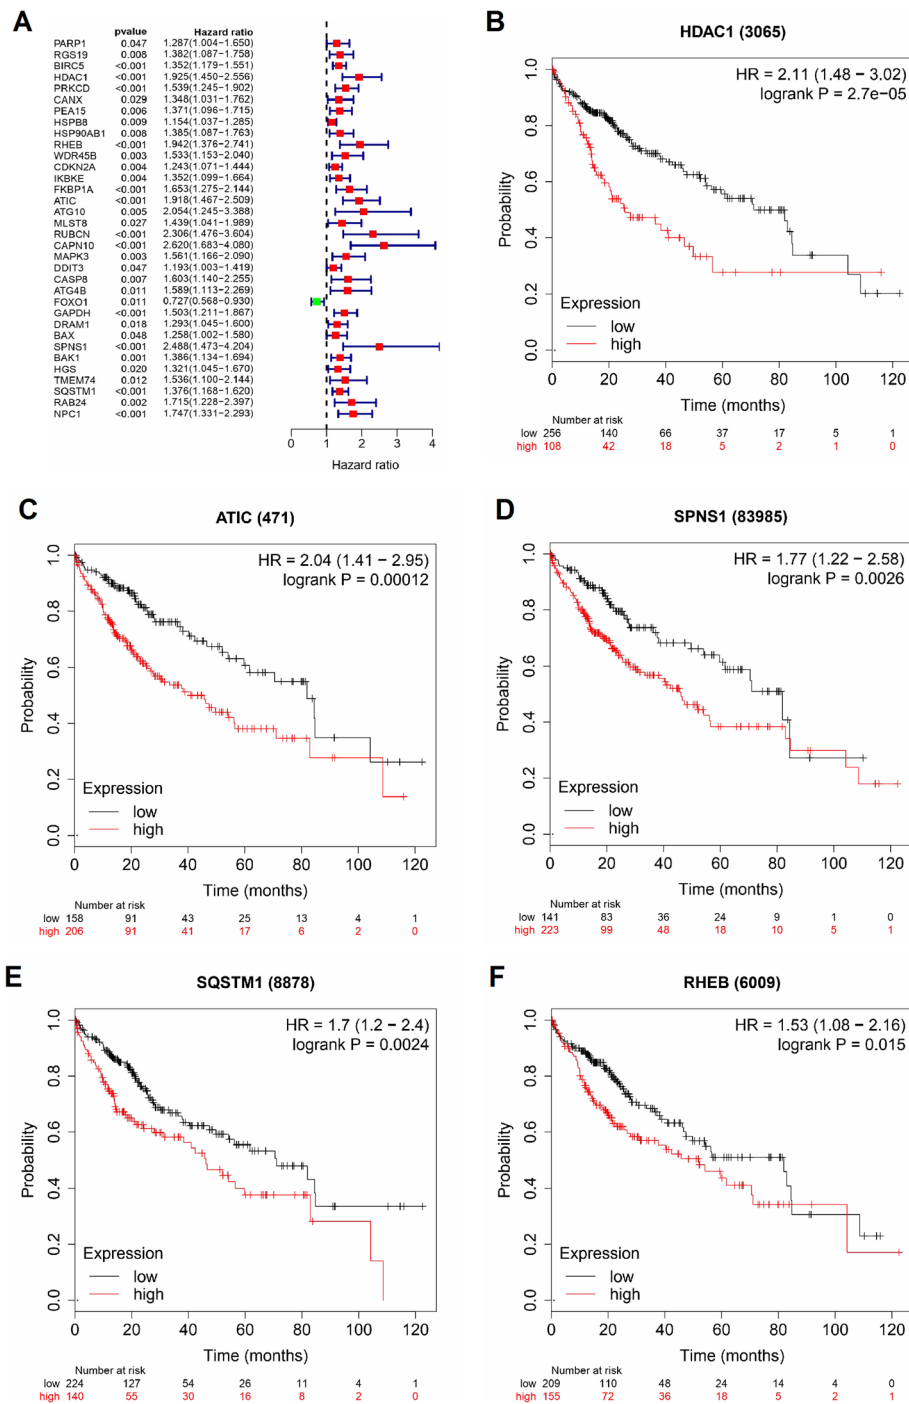 A
pvalue Hazard ratio
PARP1 0.047 1.287(1.004−1.650)
RGS19 0.008 1.382(1.087−1.758)
BIRC5 <0.001 1.352(1.179−1.551)
HDAC1 <0.001 1.925(1.450−2.556)
PRKCD <0.001 1.539(1.245−1.902)
CANX 0.029 1.348(1.031−1.762)
PEA15 0.006 1.371(1.096−1.715)
HSPB8 0.009 1.154(1.037−1.285)
HSP90AB1 0.008 1.385(1.087−1.763)
RHEB <0.001 1.942(1.376−2.741)
WDR45B 0.003 1.533(1.153−2.040)
CDKN2A 0.004 1.243(1.071−1.444)
IKBKE 0.004 1.352(1.099−1.664)
FKBP1A <0.001 1.653(1.275−2.144)
ATIC <0.001 1.918(1.467−2.509)
ATG10 0.005 2.054(1.245−3.388)
MLST8 0.027 1.439(1.041−1.989)
RUBCN <0.001 2.306(1.476−3.604)
CAPN10 <0.001 2.620(1.683−4.080)
MAPK3 0.003 1.561(1.166−2.090)
DDIT3 0.047 1.193(1.003−1.419)
CASP8 0.007 1.603(1.140−2.255)
ATG4B 0.011 1.589(1.113−2.269)
FOXO1 0.011 0.727(0.568−0.930)
GAPDH <0.001 1.503(1.211−1.867)
DRAM1 0.018 1.293(1.045−1.600)
BAX 0.048 1.258(1.002−1.580)
SPNS1 <0.001 2.488(1.473−4.204)
BAK1 0.001 1.386(1.134−1.694)
HGS 0.020 1.321(1.045−1.670)
TMEM74 0.012 1.536(1.100−2.144)
SQSTM1 <0.001 1.376(1.168−1.620)
RAB24 0.002 1.715(1.228−2.397)
NPC1 <0.001 1.747(1.331−2.293)
0 1 2 3 4
Hazard ratio
B
HDAC1 (3065)
HR = 2.11 (1.48 − 3.02)
logrank P = 2.7e−05
Probability
1.0
0.8
0.6
0.4
0.2
0.0
Expression
low
high
0 20 40 60 80 100 120
Time (months)
Number at risk
low 256 140 66 37 17 5 1
high 108 42 18 5 2 1 0
C
ATIC (471)
HR = 2.04 (1.41 − 2.95)
logrank P = 0.00012
Probability
1.0
0.8
0.6
0.4
0.2
0.0
Expression
low
high
0 20 40 60 80 100 120
Time (months)
Number at risk
low 158 91 43 25 13 4 1
high 206 91 41 17 6 2 0
D
SPNS1 (83985)
HR = 1.77 (1.22 − 2.58)
logrank P = 0.0026
Probability
1.0
0.8
0.6
0.4
0.2
0.0
Expression
low
high
0 20 40 60 80 100 120
Time (months)
Number at risk
low 141 83 36 24 9 1 0
high 223 99 48 18 10 5 1
E
SQSTM1 (8878)
HR = 1.7 (1.2 − 2.4)
logrank P = 0.0024
Probability
1.0
0.8
0.6
0.4
0.2
0.0
Expression
low
high
0 20 40 60 80 100 120
Time (months)
Number at risk
low 224 127 54 26 11 4 1
high 140 55 30 16 8 2 0
F
RHEB (6009)
HR = 1.53 (1.08 − 2.16)
logrank P = 0.015
Probability
1.0
0.8
0.6
0.4
0.2
0.0
Expression
low
high
0 20 40 60 80 100 120
Time (months)
Number at risk
low 209 110 48 24 14 4 0
high 155 72 36 18 5 2 1